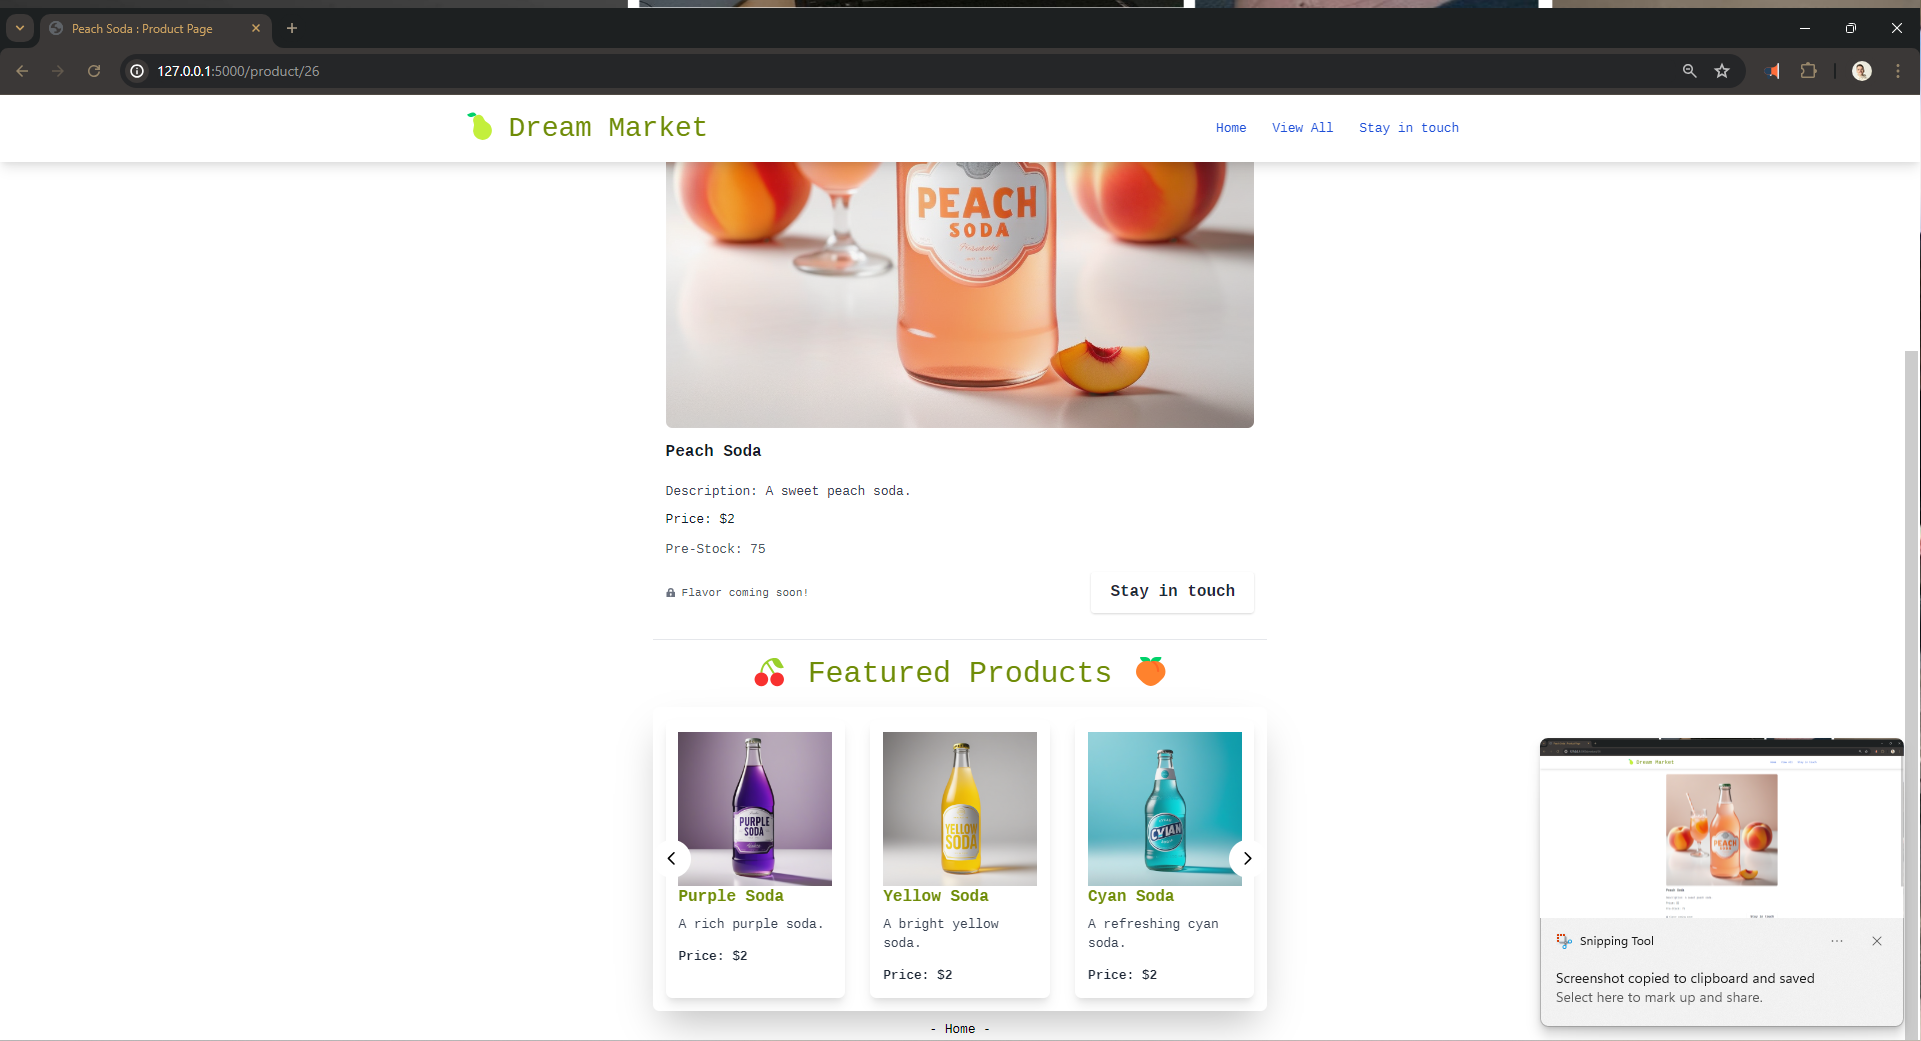 Peach Soda : Product Page
127.0.0.1:5000/product/26
Dream Market
Home
View All
Stay in touch
PEACH
SODA
Peach Soda
Description: A sweet peach soda.
Price: $2
Pre-Stock: 75
Flavor coming soon!
Stay in touch
Featured Products
PURPLE
SODA
YELLOW
SODA
CYIAN
Purple Soda
A rich purple soda.
Price: $2
Yellow Soda
A bright yellow
soda.
Price: $2
Cyan Soda
A refreshing cyan
soda.
Price: $2
- Home -
Dream Market
PEACH
Snipping Tool
Screenshot copied to clipboard and saved
Select here to mark up and share.